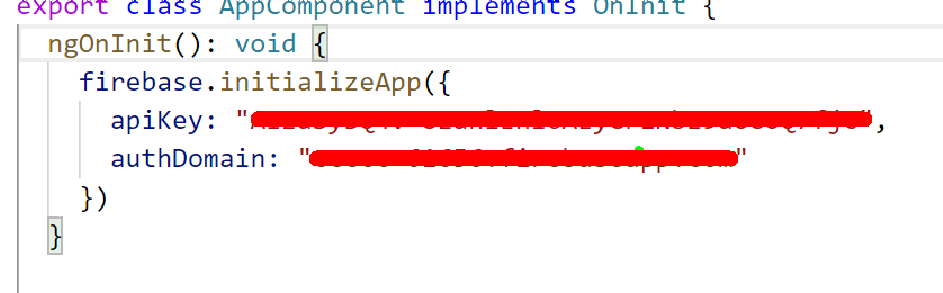 export class AppComponent implements OnInit {
ngOnInit(): void {
firebase.initializeApp({
apiKey: "",
authDomain: ""
})
}